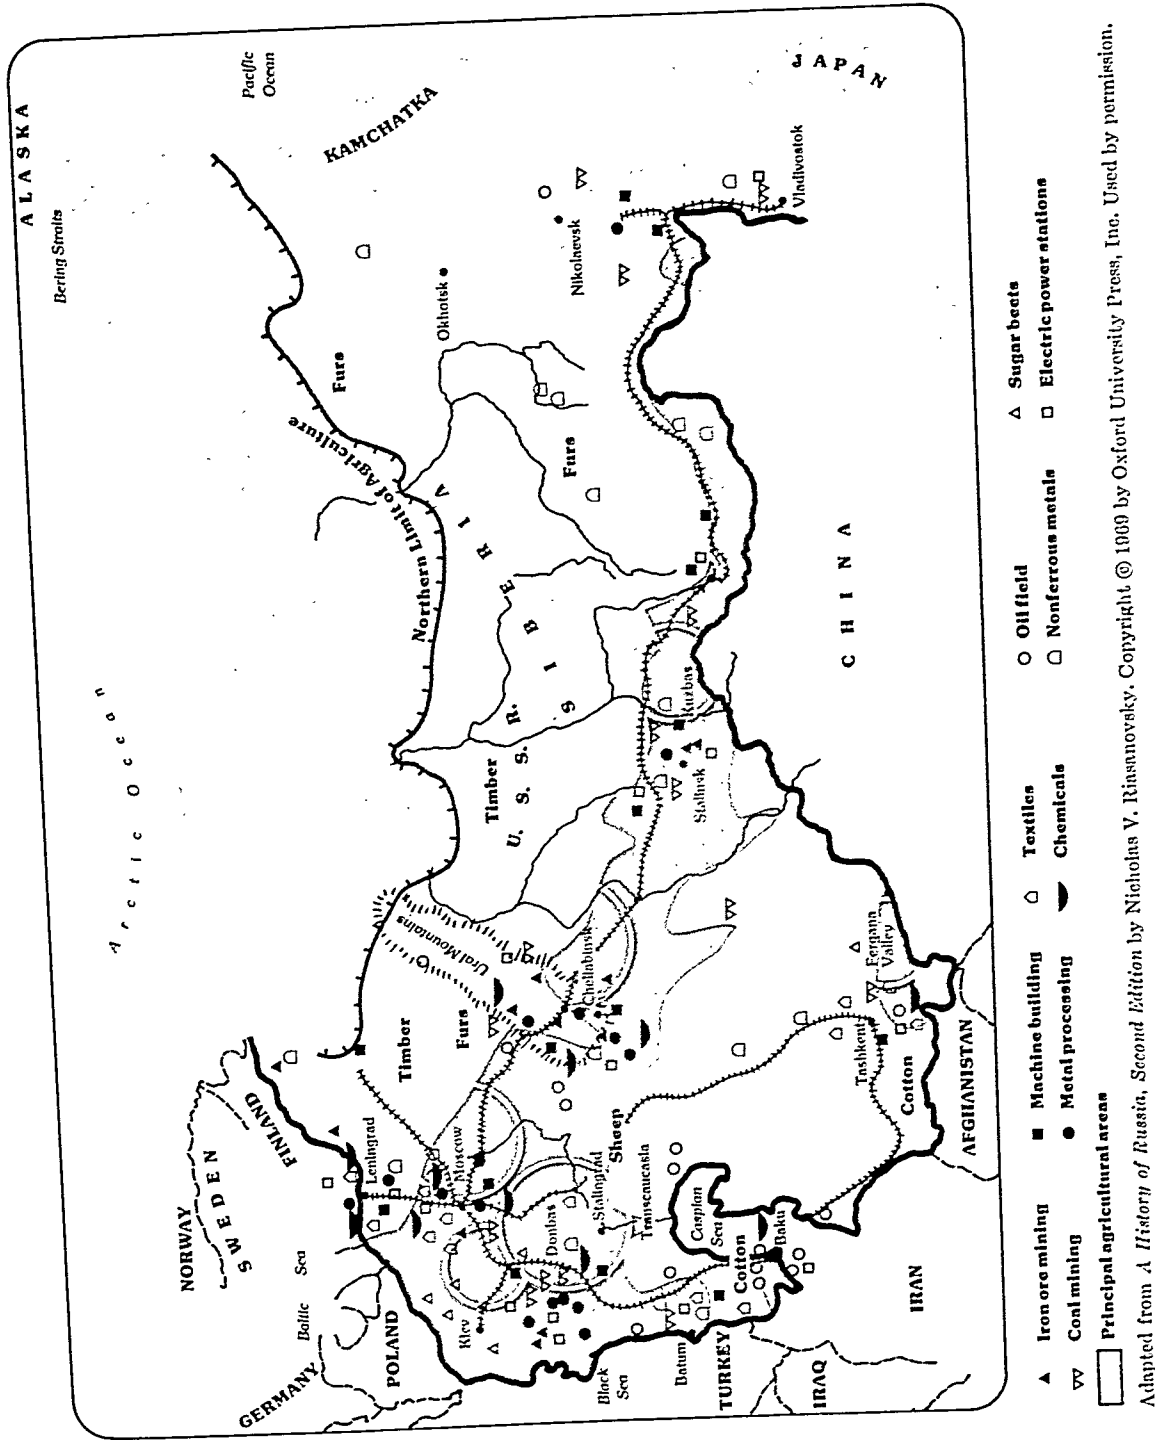 ALASKA
Bering Straits
Pacific
Ocean
KAMCHATKA
JAPAN
Arctic Ocean
Northern Limit of Agriculture
Furs
Okhotsk
Nikolaevsk
Vladivostok
Furs
SIBERIA
U. S. S. R.
Timber
CHINA
Kuzbas
Stalinsk
NORWAY
SWEDEN
FINLAND
Baltic
Sea
GERMANY
POLAND
Leningrad
Timber
Furs
Ural Mountains
Cheliabinsk
Moscow
Kiev
Donbas
Stalingrad
Sheep
Transcaucasia
Black
Sea
Batum
TURKEY
Cotton
Caspian
Sea
Baku
IRAQ
IRAN
Tashkent
Fergana
Valley
Cotton
AFGHANISTAN
Iron ore mining
Machine building
Textiles
Oil field
Sugar beets
Coal mining
Metal processing
Chemicals
Nonferrous metals
Electric power stations
Principal agricultural areas
Adapted from A History of Russia, Second Edition by Nicholas V. Riasanovsky. Copyright © 1969 by Oxford University Press, Inc. Used by permission.